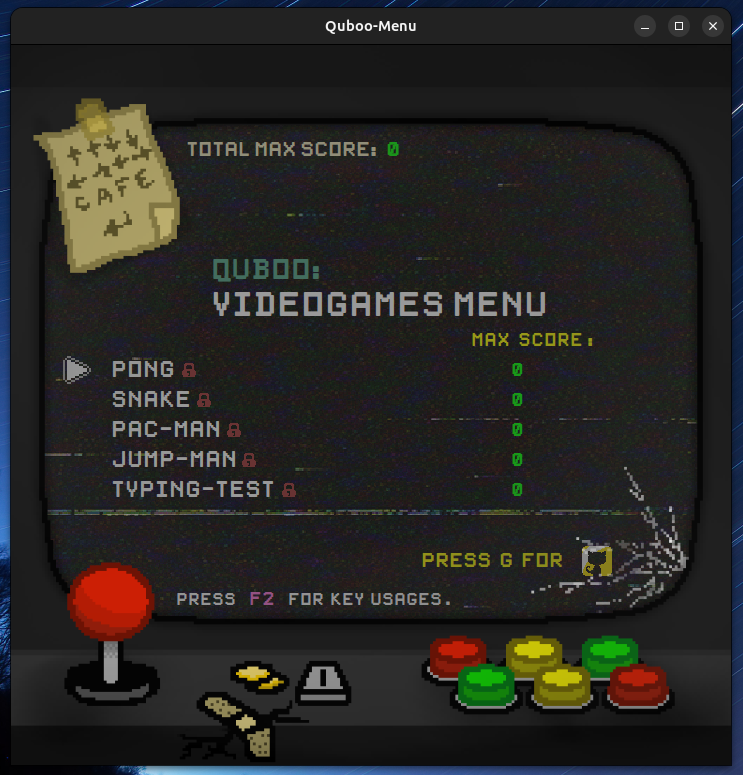 Quboo-Menu
CAFE
TOTAL MAX SCORE: 0
QUBOO:
VIDEOGAMES MENU
MAX SCORE:
PONG 0
SNAKE 0
PAC-MAN 0
JUMP-MAN 0
TYPING-TEST 0
PRESS G FOR
PRESS F2 FOR KEY USAGES.